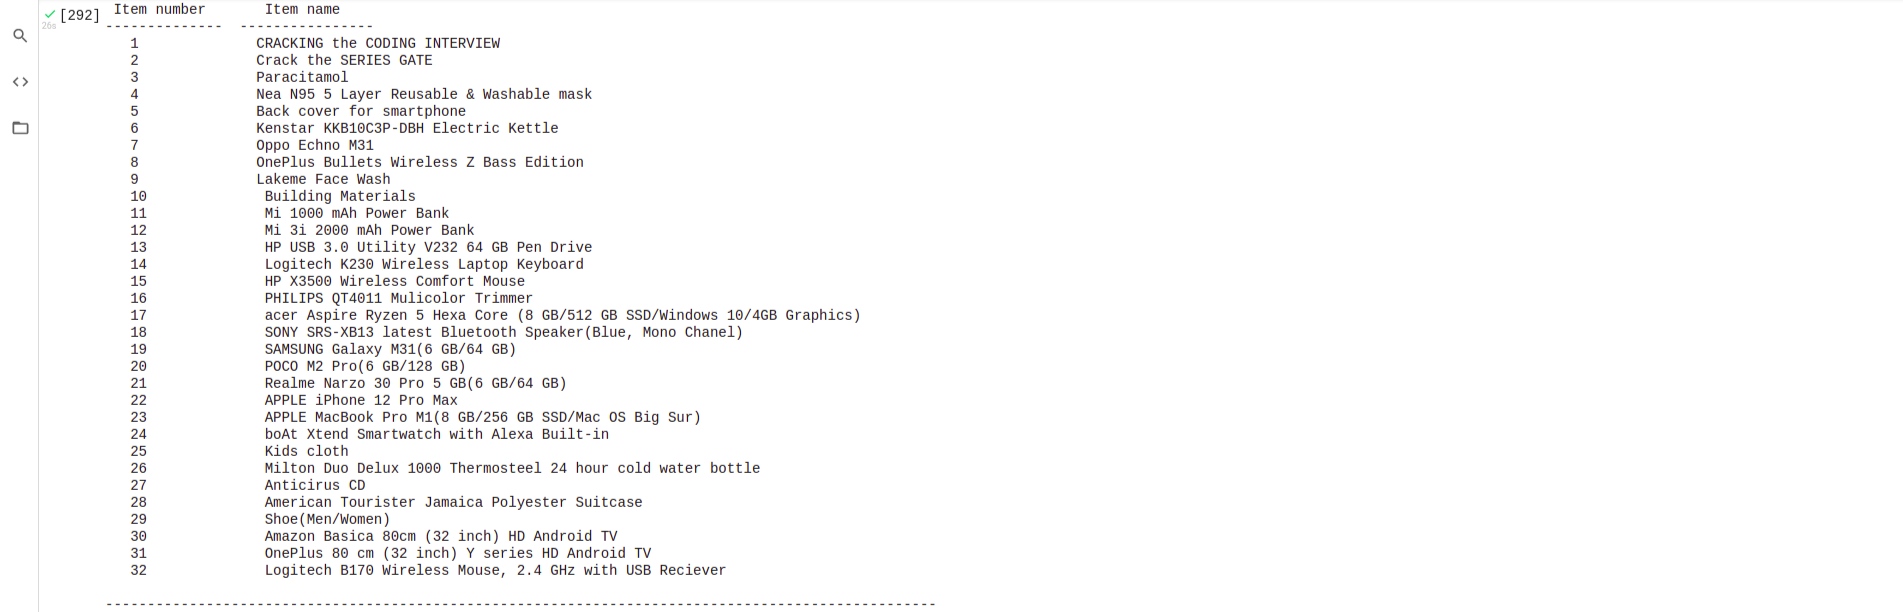 [292] Item number Item name
26s
-------------- ----------------
1 CRACKING the CODING INTERVIEW
2 Crack the SERIES GATE
3 Paracitamol
4 Nea N95 5 Layer Reusable & Washable mask
5 Back cover for smartphone
6 Kenstar KKB10C3P-DBH Electric Kettle
7 Oppo Echno M31
8 OnePlus Bullets Wireless Z Bass Edition
9 Lakeme Face Wash
10 Building Materials
11 Mi 1000 mAh Power Bank
12 Mi 3i 2000 mAh Power Bank
13 HP USB 3.0 Utility V232 64 GB Pen Drive
14 Logitech K230 Wireless Laptop Keyboard
15 HP X3500 Wireless Comfort Mouse
16 PHILIPS QT4011 Mulicolor Trimmer
17 acer Aspire Ryzen 5 Hexa Core (8 GB/512 GB SSD/Windows 10/4GB Graphics)
18 SONY SRS-XB13 latest Bluetooth Speaker(Blue, Mono Chanel)
19 SAMSUNG Galaxy M31(6 GB/64 GB)
20 POCO M2 Pro(6 GB/128 GB)
21 Realme Narzo 30 Pro 5 GB(6 GB/64 GB)
22 APPLE iPhone 12 Pro Max
23 APPLE MacBook Pro M1(8 GB/256 GB SSD/Mac OS Big Sur)
24 boAt Xtend Smartwatch with Alexa Built-in
25 Kids cloth
26 Milton Duo Delux 1000 Thermosteel 24 hour cold water bottle
27 Anticirus CD
28 American Tourister Jamaica Polyester Suitcase
29 Shoe(Men/Women)
30 Amazon Basica 80cm (32 inch) HD Android TV
31 OnePlus 80 cm (32 inch) Y series HD Android TV
32 Logitech B170 Wireless Mouse, 2.4 GHz with USB Reciever
---------------------------------------------------------------------------------------------------